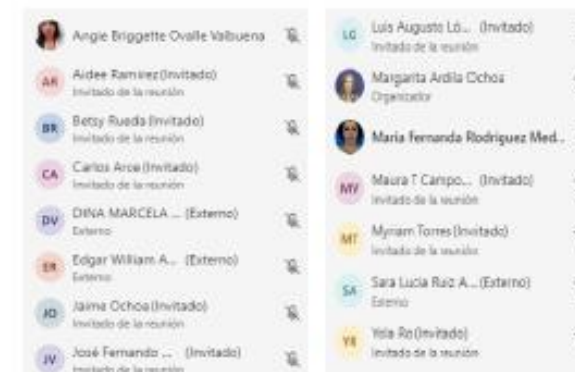 Angie Briggette Ovalle Valbuena
AR
Aidee Ramirez (Invitado)
Invitado de la reunión
BR
Betsy Rueda (Invitado)
Invitado de la reunión
CA
Carlos Arce (Invitado)
Invitado de la reunión
DV
DINA MARCELA ... (Externo)
Externo
ER
Edgar William A... (Externo)
Externo
JO
Jaime Ochoa (Invitado)
Invitado de la reunión
JV
José Fernando ... (Invitado)
Invitado de la reunión
LG
Luis Augusto Ló... (Invitado)
Invitado de la reunión
Margarita Ardila Ochoa
Organizador
Maria Fernanda Rodriguez Med...
MV
Maura T Campo... (Invitado)
Invitado de la reunión
MT
Myriam Torres (Invitado)
Invitado de la reunión
SA
Sara Lucia Ruiz A... (Externo)
Externo
YR
Yola Ro (Invitado)
Invitado de la reunión